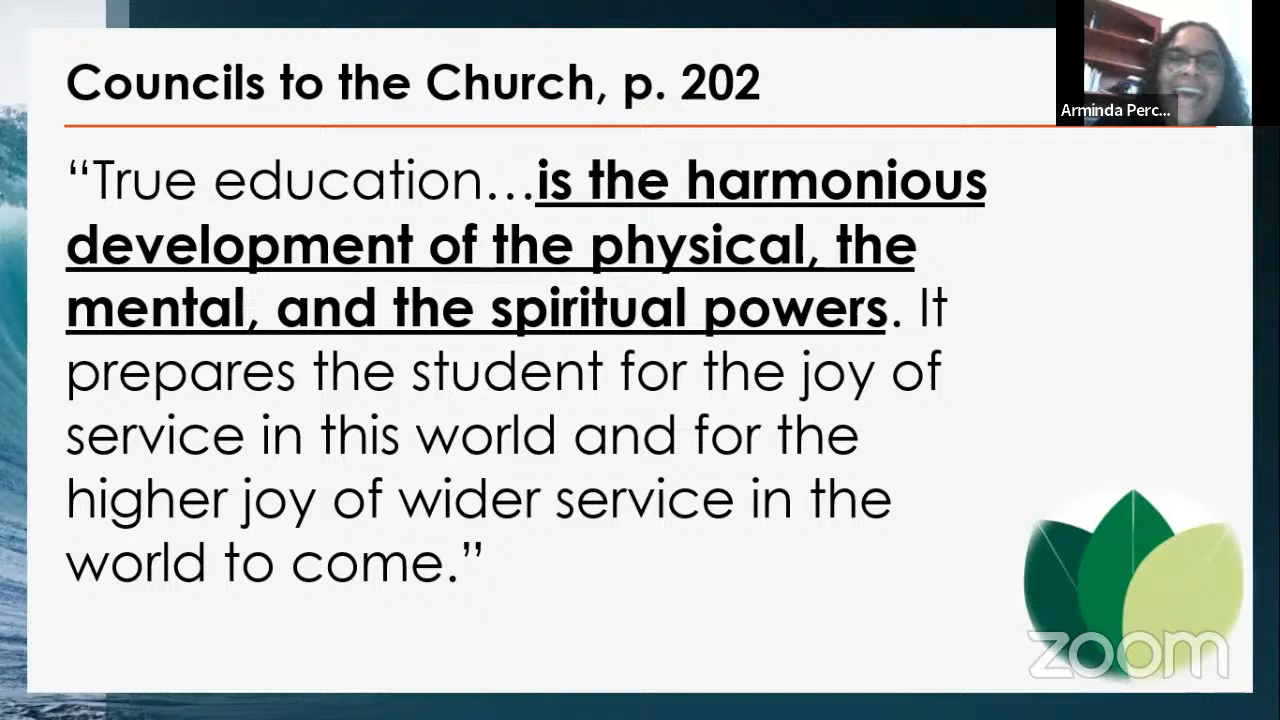 Councils to the Church, p. 202
Arminda Perc...
“True education…is the harmonious
development of the physical, the
mental, and the spiritual powers. It
prepares the student for the joy of
service in this world and for the
higher joy of wider service in the
world to come.”
zoom